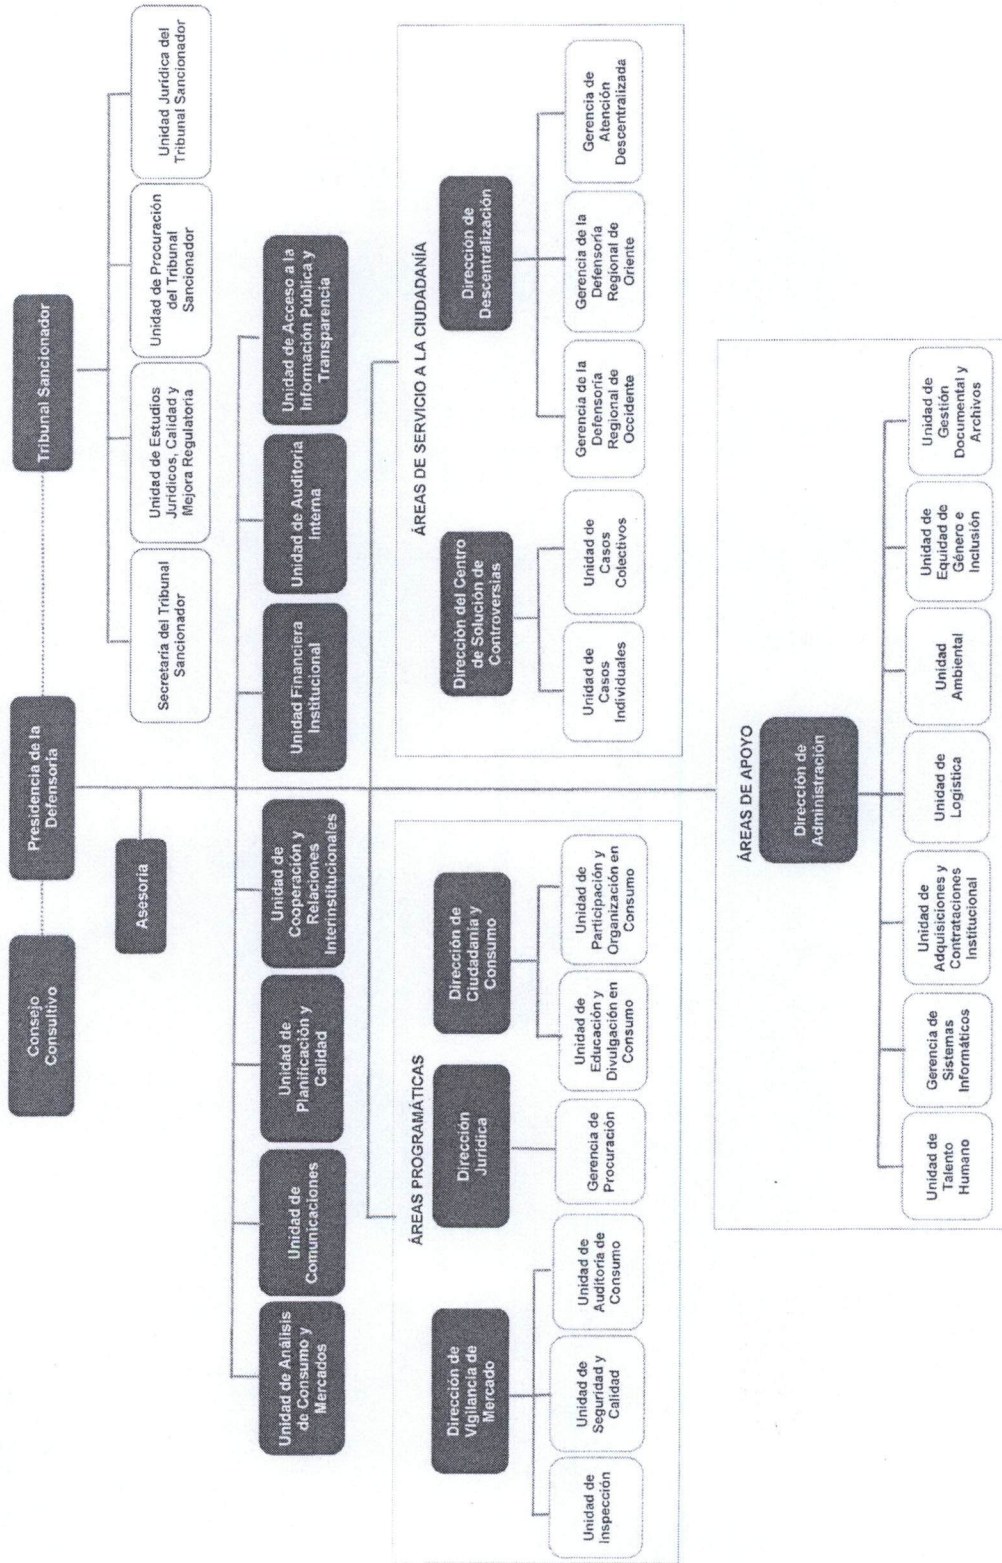 Consejo
Consultivo
Presidencia de la
Defensoría
Tribunal Sancionador
Asesoría
Secretaría del Tribunal
Sancionador
Unidad de Estudios
Jurídicos, Calidad y
Mejora Regulatoria
Unidad de Procuración
del Tribunal
Sancionador
Unidad Jurídica del
Tribunal Sancionador
Unidad de Análisis
de Consumo y
Mercados
Unidad de
Comunicaciones
Unidad de
Planificación y
Calidad
Unidad de
Cooperación y
Relaciones
Interinstitucionales
Unidad Financiera
Institucional
Unidad de Auditoría
Interna
Unidad de Acceso a la
Información Pública y
Transparencia
ÁREAS PROGRAMÁTICAS
Dirección de
Vigilancia de
Mercado
Unidad de
Inspección
Unidad de
Seguridad y
Calidad
Unidad de
Auditoría de
Consumo
Dirección
Jurídica
Gerencia de
Procuración
Dirección de
Ciudadanía y
Consumo
Unidad de
Educación y
Divulgación en
Consumo
Unidad de
Participación y
Organización en
Consumo
ÁREAS DE SERVICIO A LA CIUDADANÍA
Dirección del Centro
de Solución de
Controversias
Unidad de
Casos
Individuales
Unidad de
Casos
Colectivos
Dirección de
Descentralización
Gerencia de la
Defensoría
Regional de
Occidente
Gerencia de la
Defensoría
Regional de
Oriente
Gerencia de
Atención
Descentralizada
ÁREAS DE APOYO
Dirección de
Administración
Unidad de
Talento
Humano
Gerencia de
Sistemas
Informáticos
Unidad de
Adquisiciones y
Contrataciones
Institucional
Unidad de
Logística
Unidad
Ambiental
Unidad de
Equidad de
Género e
Inclusión
Unidad de
Gestión
Documental y
Archivos